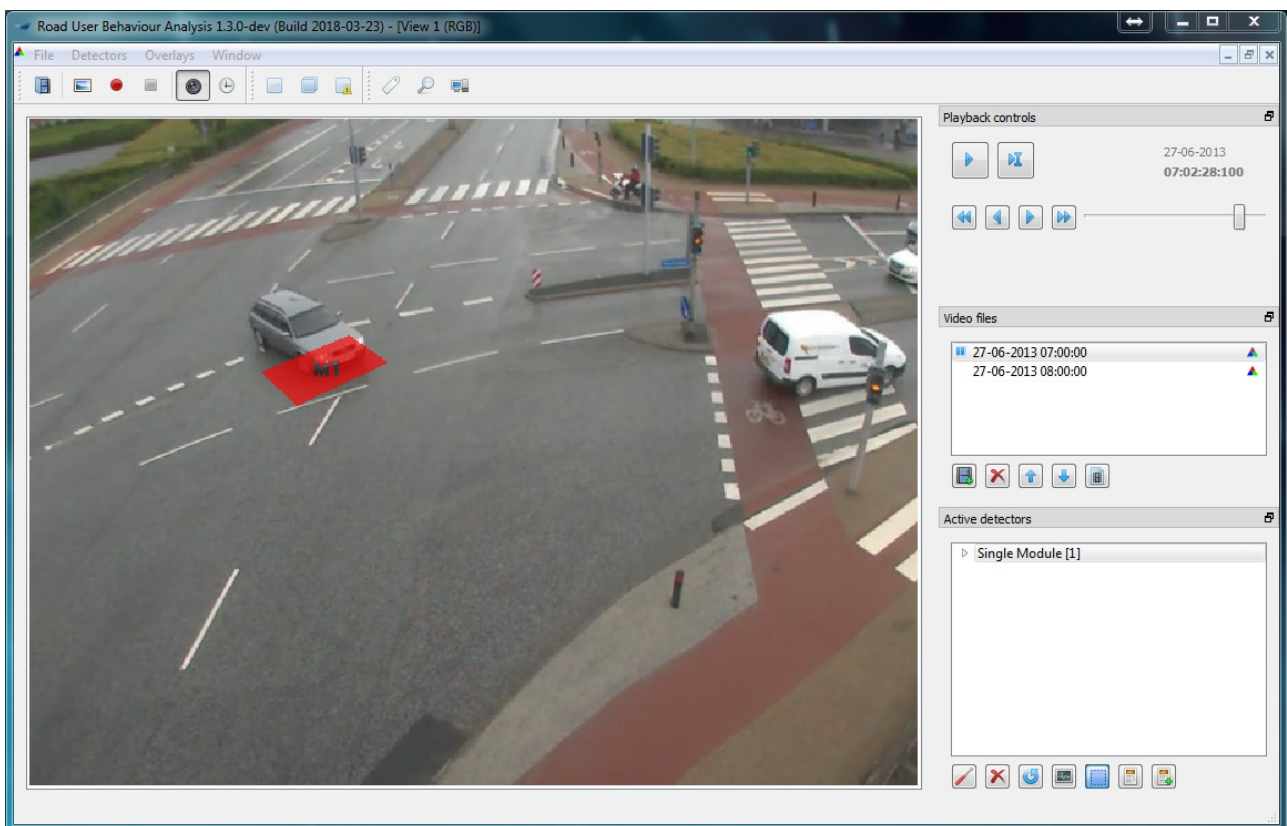 Road User Behaviour Analysis 1.3.0-dev (Build 2018-03-23) - [View 1 (RGB)]
File Detectors Overlays Window
Playback controls
27-06-2013
07:02:28:100
Video files
27-06-2013 07:00:00
27-06-2013 08:00:00
Active detectors
Single Module [1]
M1